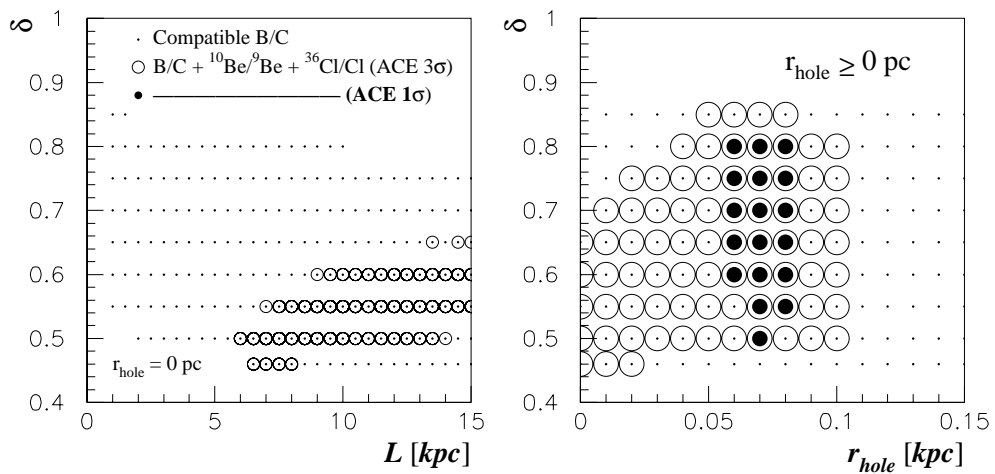 δ
1
0.9
0.8
0.7
0.6
0.5
0.4
· Compatible B/C
○ B/C + ¹⁰Be/⁹Be + ³⁶Cl/Cl (ACE 3σ)
● ——————————— (ACE 1σ)
r_hole = 0 pc
0 5 10 15
L [kpc]
δ
1
0.9
0.8
0.7
0.6
0.5
0.4
r_hole ≥ 0 pc
0 0.05 0.1 0.15
r_hole [kpc]